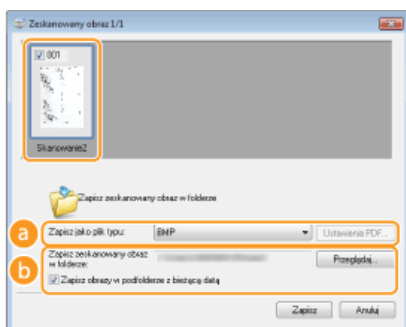 Zeskanowany obraz 1/1
001
Skanowanie2
Zapisz zeskanowany obraz w folderze
a
Zapisz jako plik typu: BMP Ustawienia PDF...
b
Zapisz zeskanowany obraz w folderze: Przeglądaj...
Zapisz obrazy w podfolderze z bieżącą datą
Zapisz Anuluj